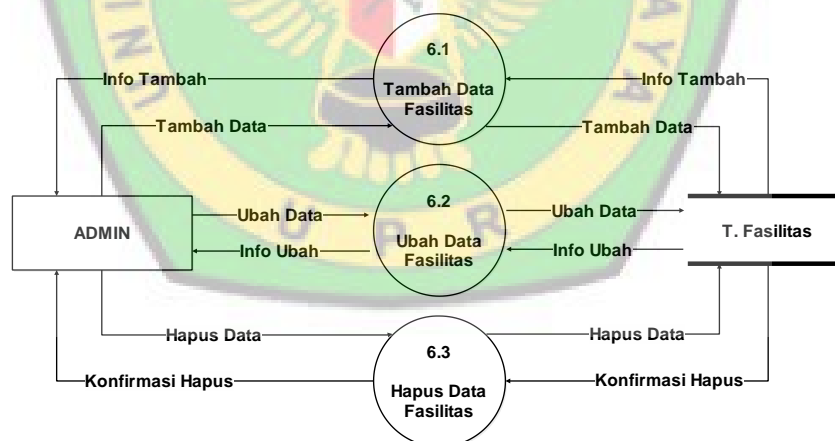 6.1
Info Tambah
Tambah Data
Fasilitas
Info Tambah
Tambah Data
Tambah Data
6.2
Ubah Data
Ubah Data
ADMIN
Ubah Data
Fasilitas
T. Fasilitas
Info Ubah
Info Ubah
Hapus Data
Hapus Data
6.3
Konfirmasi Hapus
Hapus Data
Fasilitas
Konfirmasi Hapus
U P R
AYA